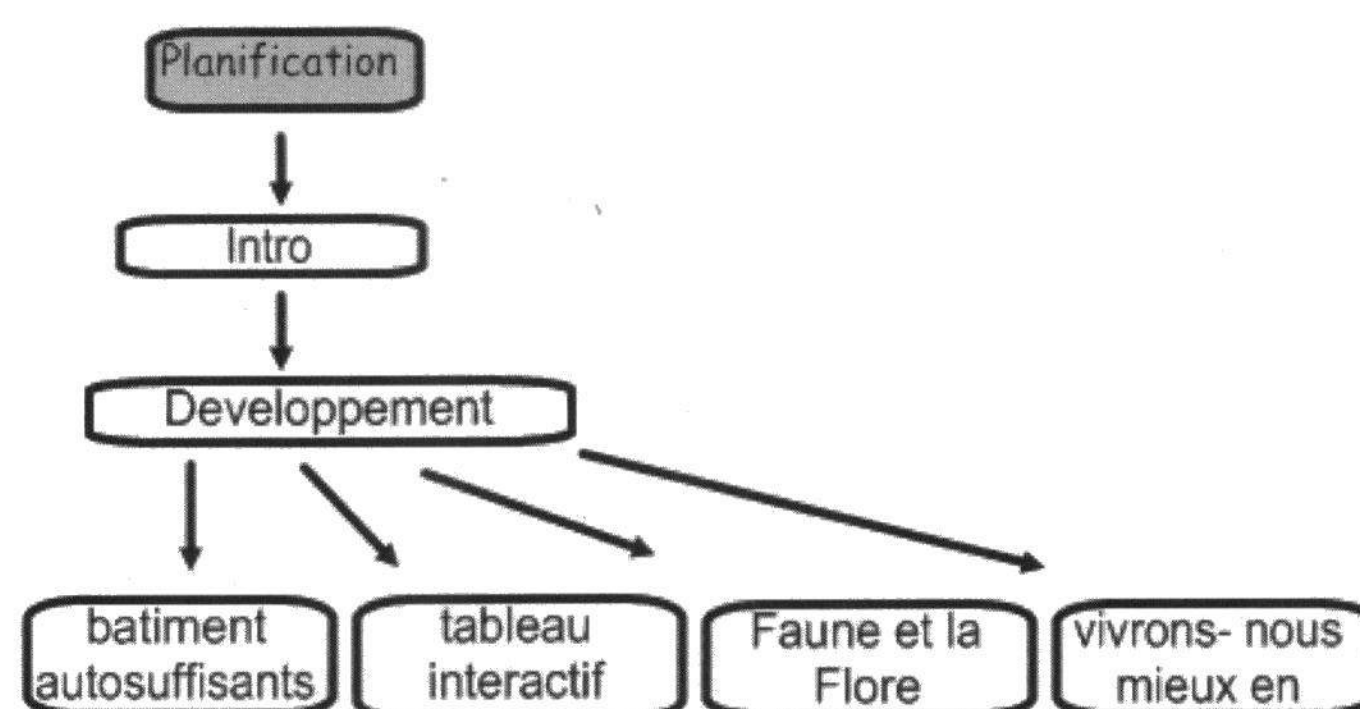 Planification
Intro
Developpement
batiment
autosuffisants
tableau
interactif
Faune et la
Flore
vivrons- nous
mieux en